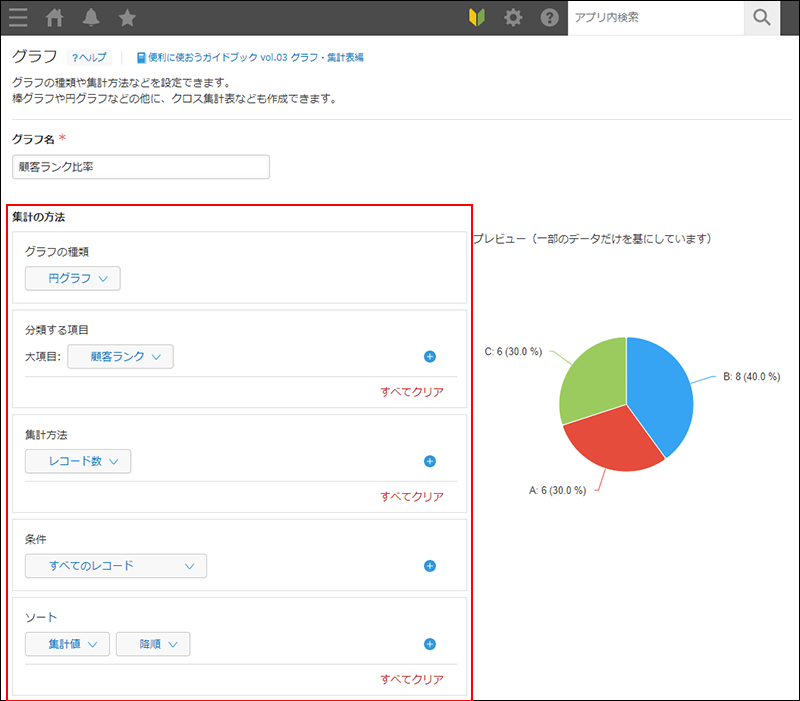 アプリ内検索
グラフ ?ヘルプ 便利に使おうガイドブック vol.03 グラフ・集計表編
グラフの種類や集計方法などを設定できます。
棒グラフや円グラフなどの他に、クロス集計表なども作成できます。
グラフ名 *
顧客ランク比率
集計の方法
グラフの種類
円グラフ
分類する項目
大項目: 顧客ランク
すべてクリア
集計方法
レコード数
すべてクリア
条件
すべてのレコード
ソート
集計値 降順
すべてクリア
プレビュー（一部のデータだけを基にしています）
C: 6 (30.0 %)
B: 8 (40.0 %)
A: 6 (30.0 %)